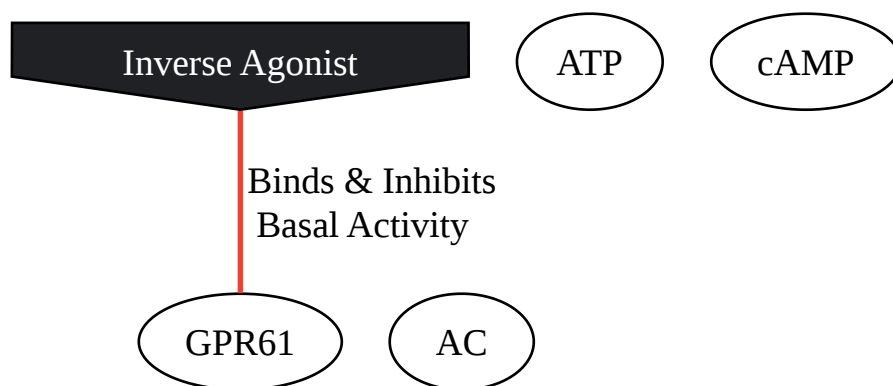 Inverse Agonist
ATP
cAMP
Binds & Inhibits
Basal Activity
GPR61
AC